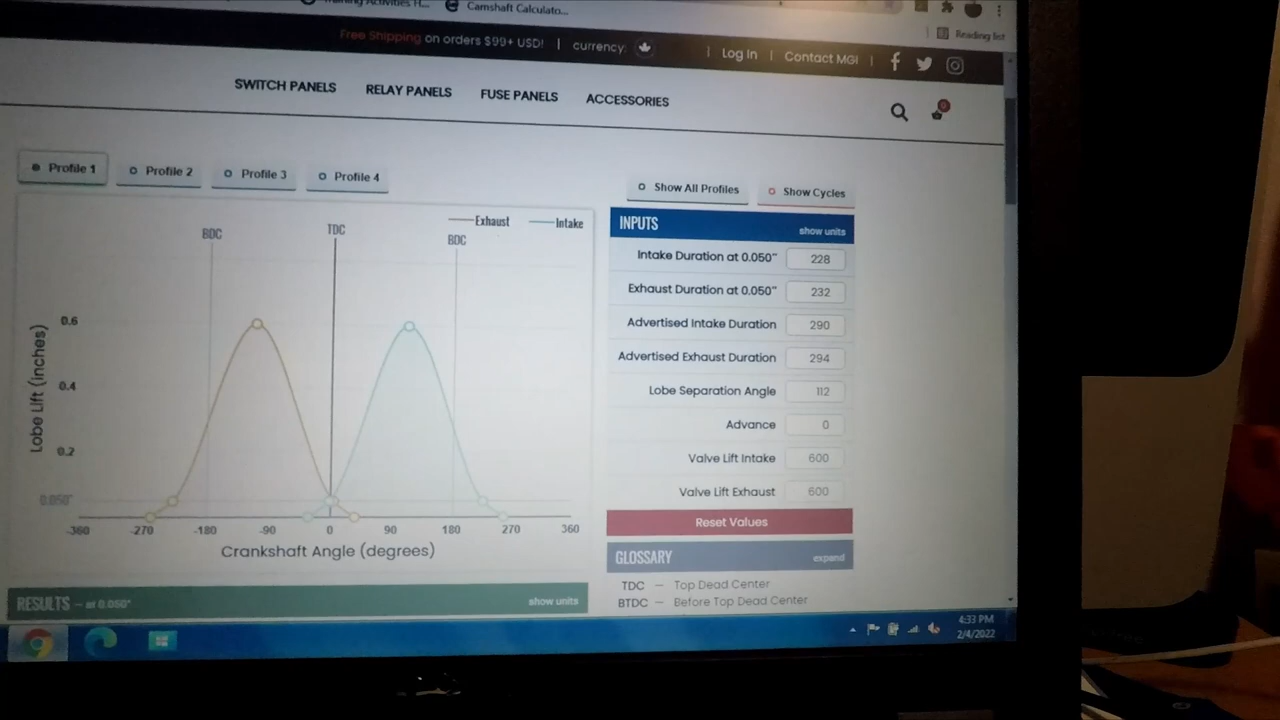 Camshaft Calculato...
Reading list
Free Shipping on orders $99+ USD! | currency:
| Log In | Contact MGI |
SWITCH PANELS RELAY PANELS FUSE PANELS ACCESSORIES
0
Profile 1 Profile 2 Profile 3 Profile 4
Show All Profiles Show Cycles
Exhaust Intake
BDC TDC BDC
0.6
0.4
0.2
0.050"
Lobe Lift (inches)
-360 -270 -180 -90 0 90 180 270 360
Crankshaft Angle (degrees)
INPUTS show units
Intake Duration at 0.050" 228
Exhaust Duration at 0.050" 232
Advertised Intake Duration 290
Advertised Exhaust Duration 294
Lobe Separation Angle 112
Advance 0
Valve Lift Intake 600
Valve Lift Exhaust 600
Reset Values
GLOSSARY expand
TDC — Top Dead Center
BTDC — Before Top Dead Center
RESULTS — at 0.050" show units
4:33 PM
2/4/2022